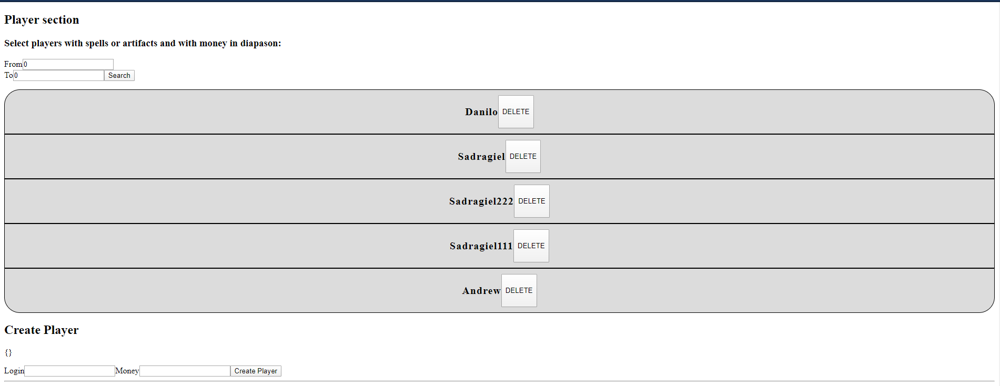 Player section
Select players with spells or artifacts and with money in diapason:
From 0
To 0 Search
Danilo DELETE
Sadragiel DELETE
Sadragiel222 DELETE
Sadragiel111 DELETE
Andrew DELETE
Create Player
{}
Login Money Create Player